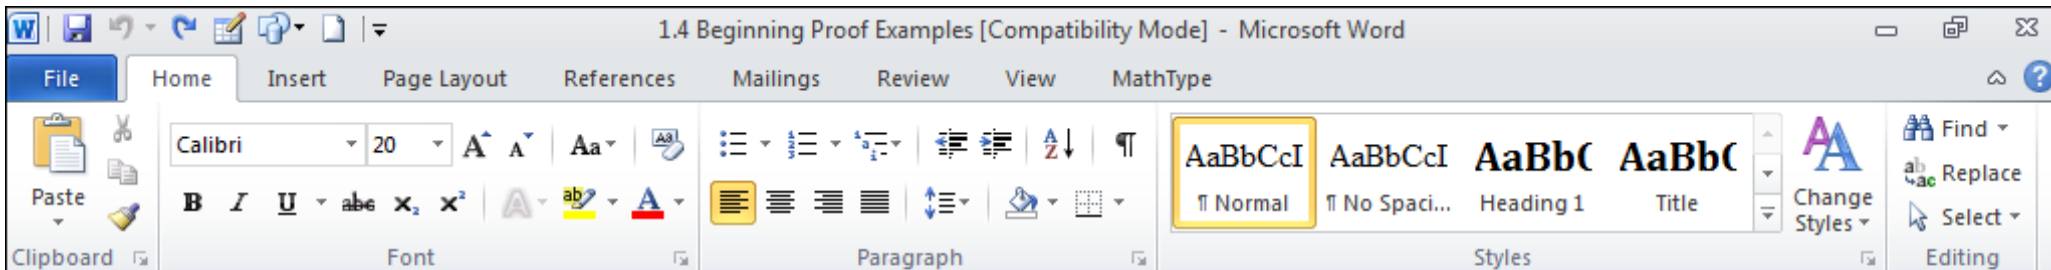 1.4 Beginning Proof Examples [Compatibility Mode] - Microsoft Word
File Home Insert Page Layout References Mailings Review View MathType
Calibri 20 A A Aa
Paste
B I U abc x₂ x² A ab A
AaBbCcI AaBbCcI AaBb( AaBb(
¶ Normal ¶ No Spaci... Heading 1 Title
Change Styles
Find
Replace
Select
Clipboard Font Paragraph Styles Editing